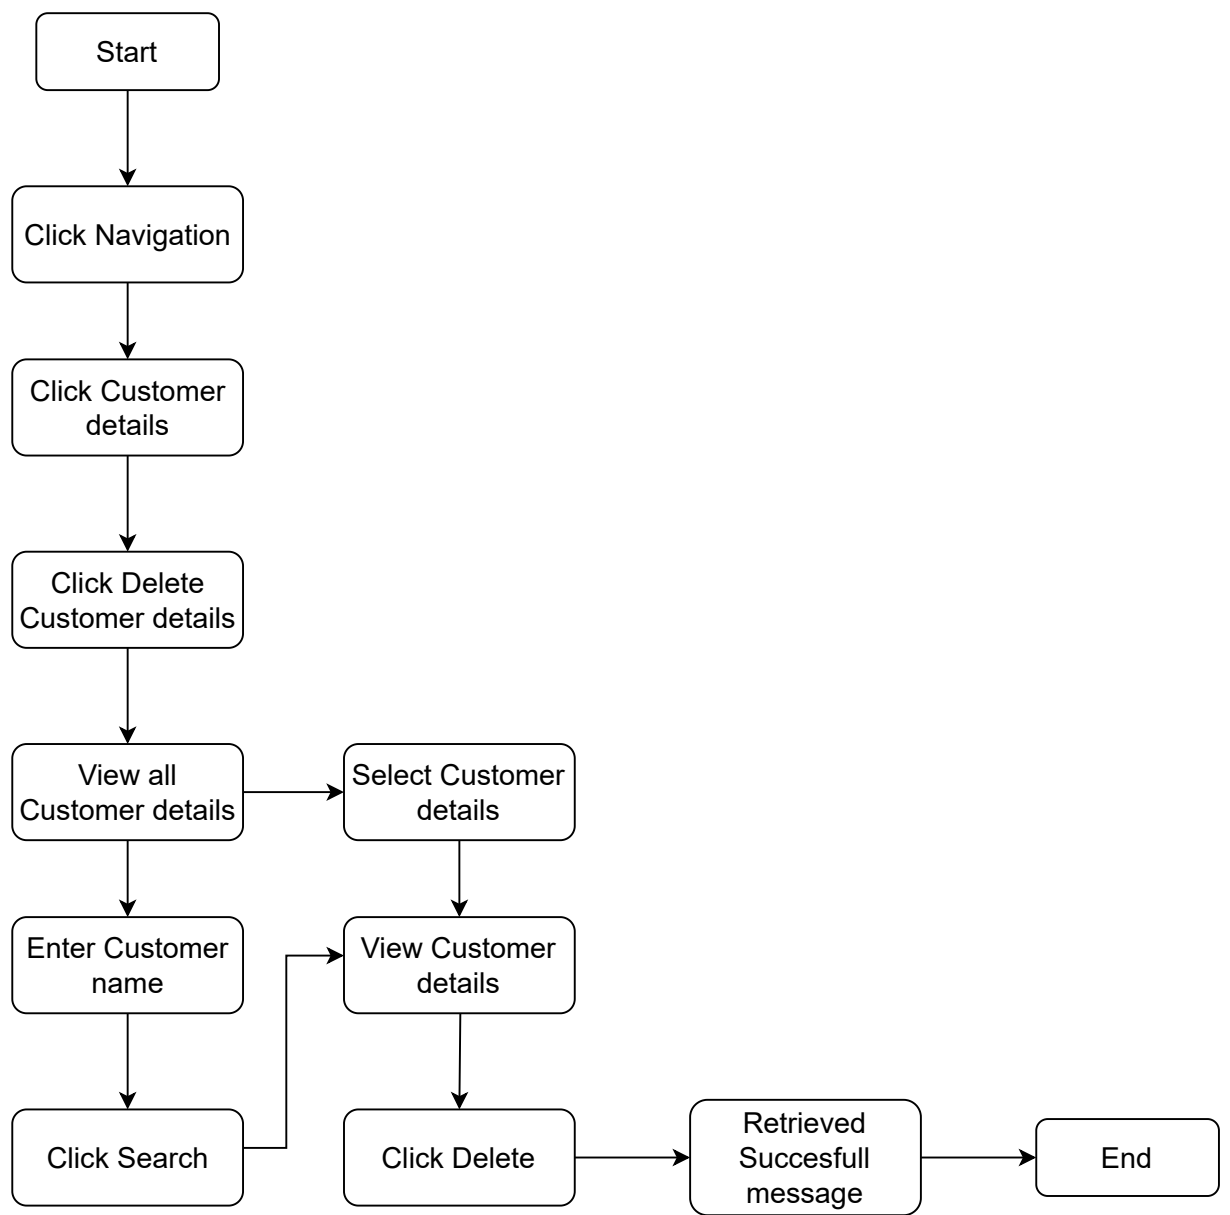 Start
Click Navigation
Click Customer
details
Click Delete
Customer details
View all
Customer details
Select Customer
details
Enter Customer
name
View Customer
details
Click Search
Click Delete
Retrieved
Succesfull
message
End